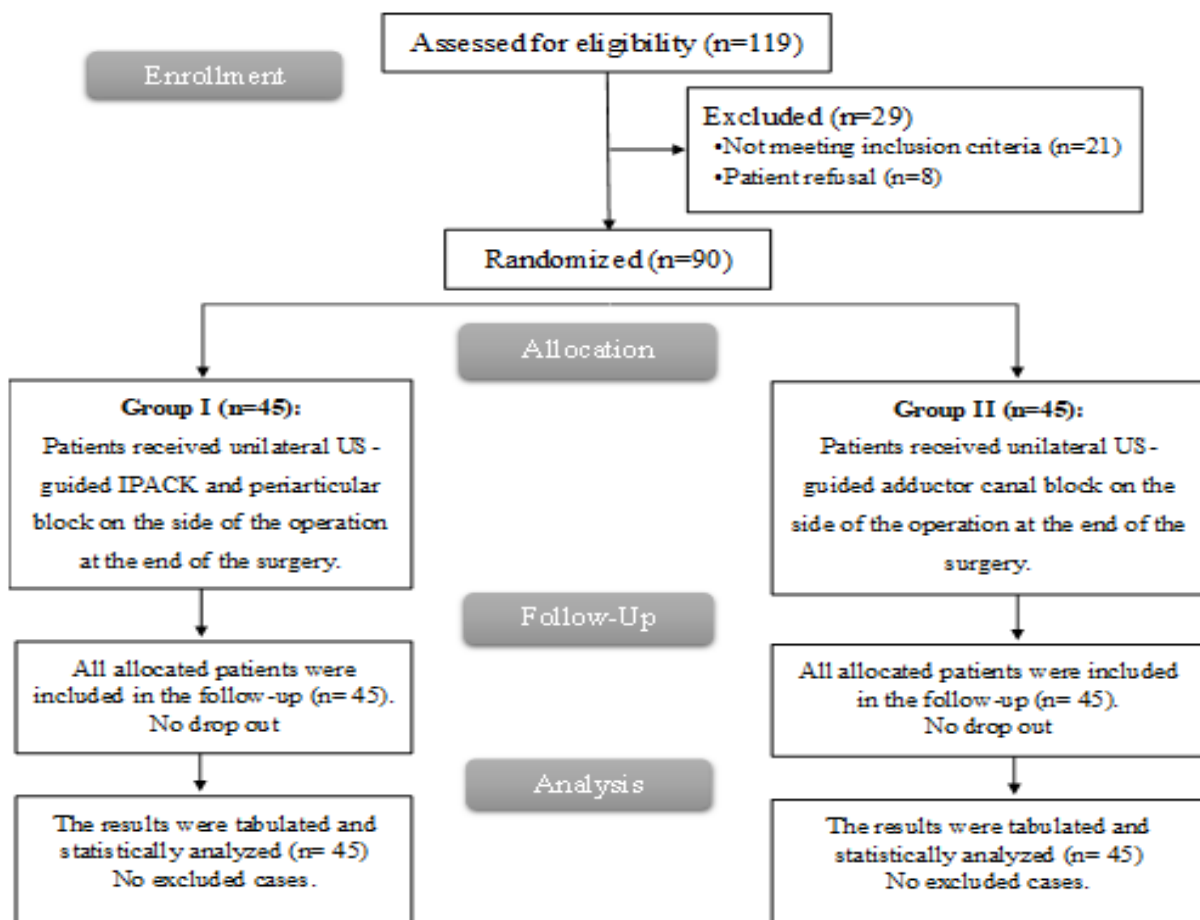 Assessed for eligibility (n=119)
Enrollment
Excluded (n=29)
•Not meeting inclusion criteria (n=21)
•Patient refusal (n=8)
Randomized (n=90)
Allocation
Group I (n=45):
Patients received unilateral US-
guided IPACK and periarticular
block on the side of the operation
at the end of the surgery.
Group II (n=45):
Patients received unilateral US-
guided adductor canal block on the
side of the operation at the end of the
surgery.
Follow-Up
All allocated patients were
included in the follow-up (n= 45).
No drop out
All allocated patients were included
in the follow-up (n= 45).
No drop out
Analysis
The results were tabulated and
statistically analyzed (n= 45)
No excluded cases.
The results were tabulated and
statistically analyzed (n= 45)
No excluded cases.